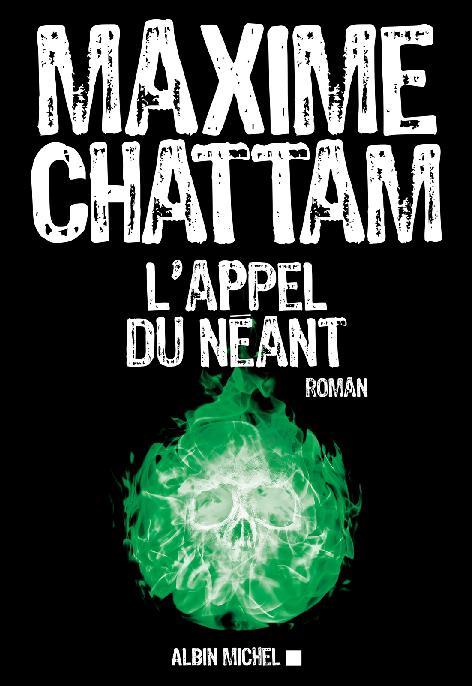 MAXIME
CHATTAM
L'APPEL
DU NÉANT
ROMAN
ALBIN MICHEL